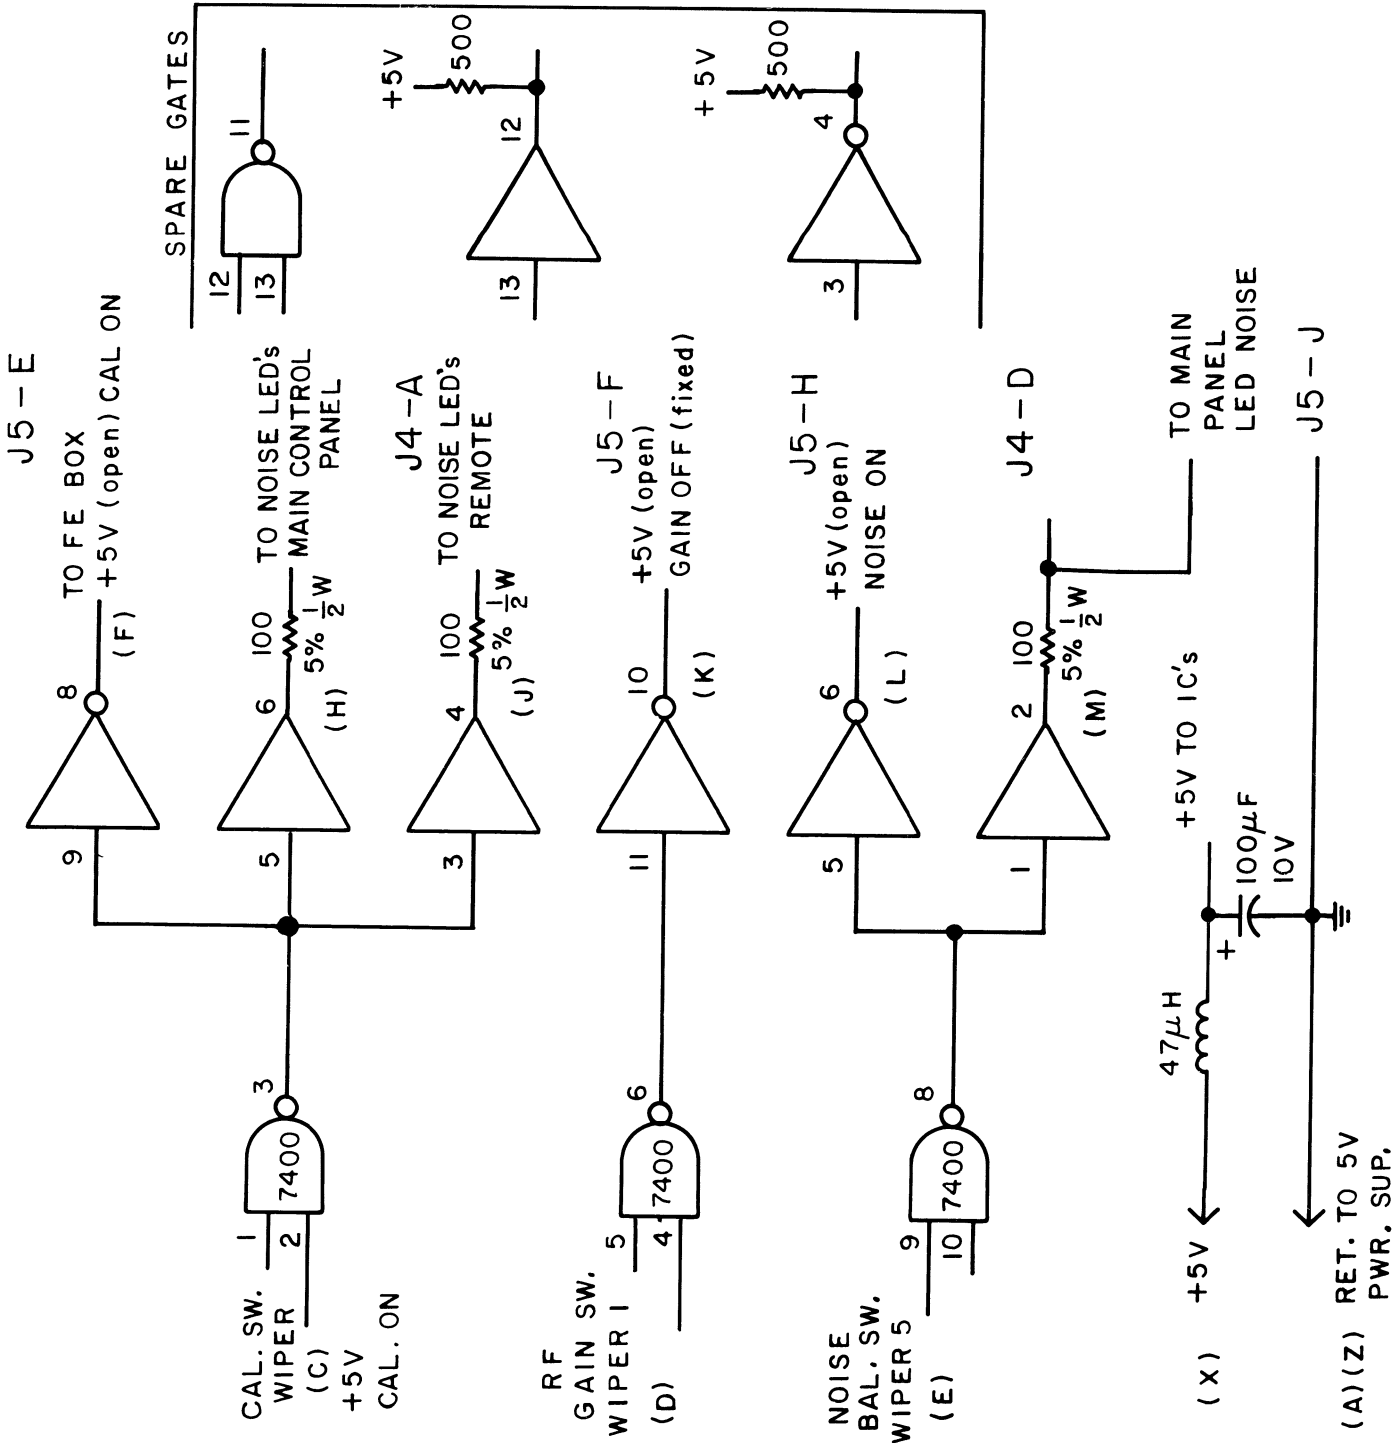 SPARE GATES
12
13
11
+5V
500
13
12
+5V
500
3
4
J5-E
TO FE BOX
+5V (open) CAL ON
9
8
(F)
TO NOISE LED's
MAIN CONTROL
PANEL
5
6
100
5% 1/2 W
(H)
J4-A
TO NOISE LED's
REMOTE
3
4
100
5% 1/2 W
(J)
CAL. SW.
WIPER
(C)
+5V
CAL. ON
1
2
7400
3
J5-F
+5V (open)
GAIN OFF (fixed)
11
10
(K)
RF
GAIN SW.
WIPER 1
(D)
5
4
7400
6
J5-H
+5V (open)
NOISE ON
5
6
(L)
NOISE
BAL. SW.
WIPER 5
(E)
9
10
7400
8
J4-D
1
2
100
5% 1/2 W
(M)
TO MAIN
PANEL
LED NOISE
(X) +5V
47μH
+5V TO IC's
+
100μF
10V
J5-J
(A)(Z) RET. TO 5V
PWR. SUP.